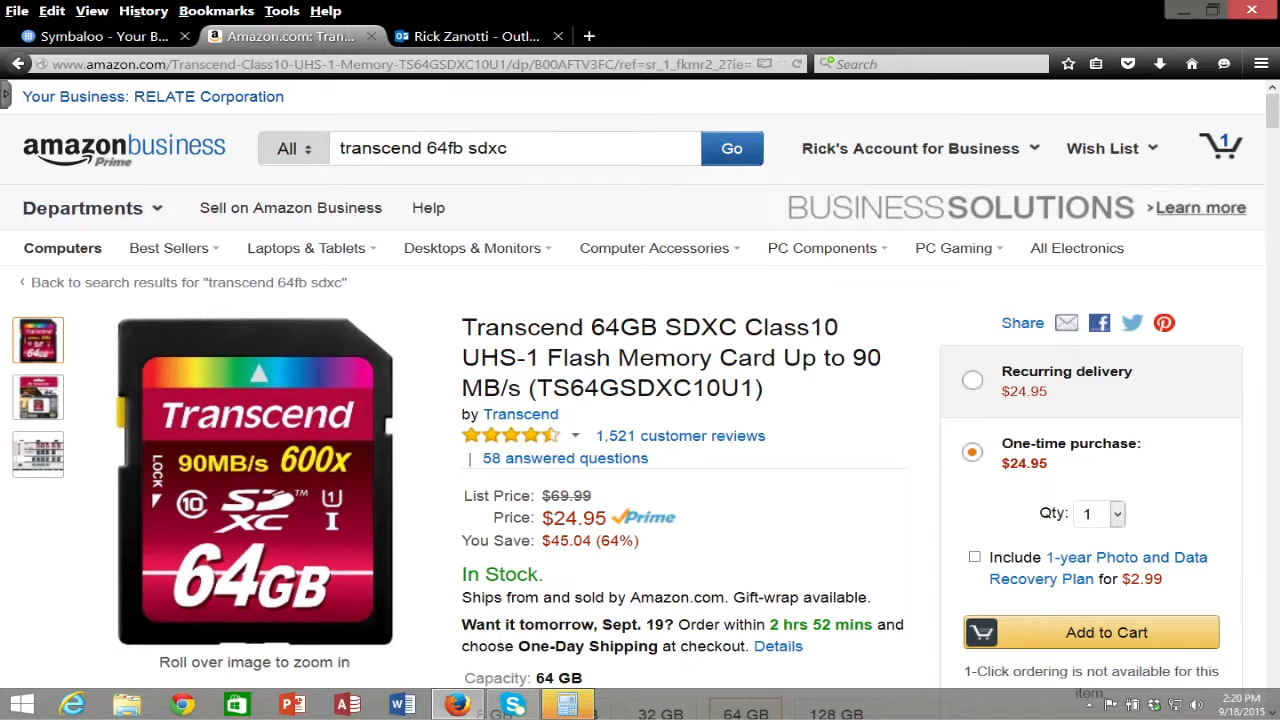 File Edit View History Bookmarks Tools Help
Symbaloo - Your B... × Amazon.com: Tran... × Rick Zanotti - Outl... × +
www.amazon.com/Transcend-Class10-UHS-1-Memory-TS64GSDXC10U1/dp/B00AFTV3FC/ref=sr_1_fkmr2_2?ie= Search
Your Business: RELATE Corporation
amazonbusiness
Prime
All transcend 64fb sdxc Go Rick's Account for Business Wish List 1
Departments Sell on Amazon Business Help BUSINESSSOLUTIONS ›Learn more
Computers Best Sellers Laptops & Tablets Desktops & Monitors Computer Accessories PC Components PC Gaming All Electronics
‹ Back to search results for "transcend 64fb sdxc"
Transcend
90MB/s 600x
LOCK
10 SD XC™ 1 I
64GB
Roll over image to zoom in
Transcend 64GB SDXC Class10
UHS-1 Flash Memory Card Up to 90
MB/s (TS64GSDXC10U1)
by Transcend
1,521 customer reviews
| 58 answered questions
List Price: $69.99
Price: $24.95 Prime
You Save: $45.04 (64%)
In Stock.
Ships from and sold by Amazon.com. Gift-wrap available.
Want it tomorrow, Sept. 19? Order within 2 hrs 52 mins and
choose One-Day Shipping at checkout. Details
Capacity: 64 GB
32 GB 64 GB 128 GB
Share
Recurring delivery
$24.95
One-time purchase:
$24.95
Qty: 1
Include 1-year Photo and Data
Recovery Plan for $2.99
Add to Cart
1-Click ordering is not available for this
item.
2:20 PM
9/18/2015